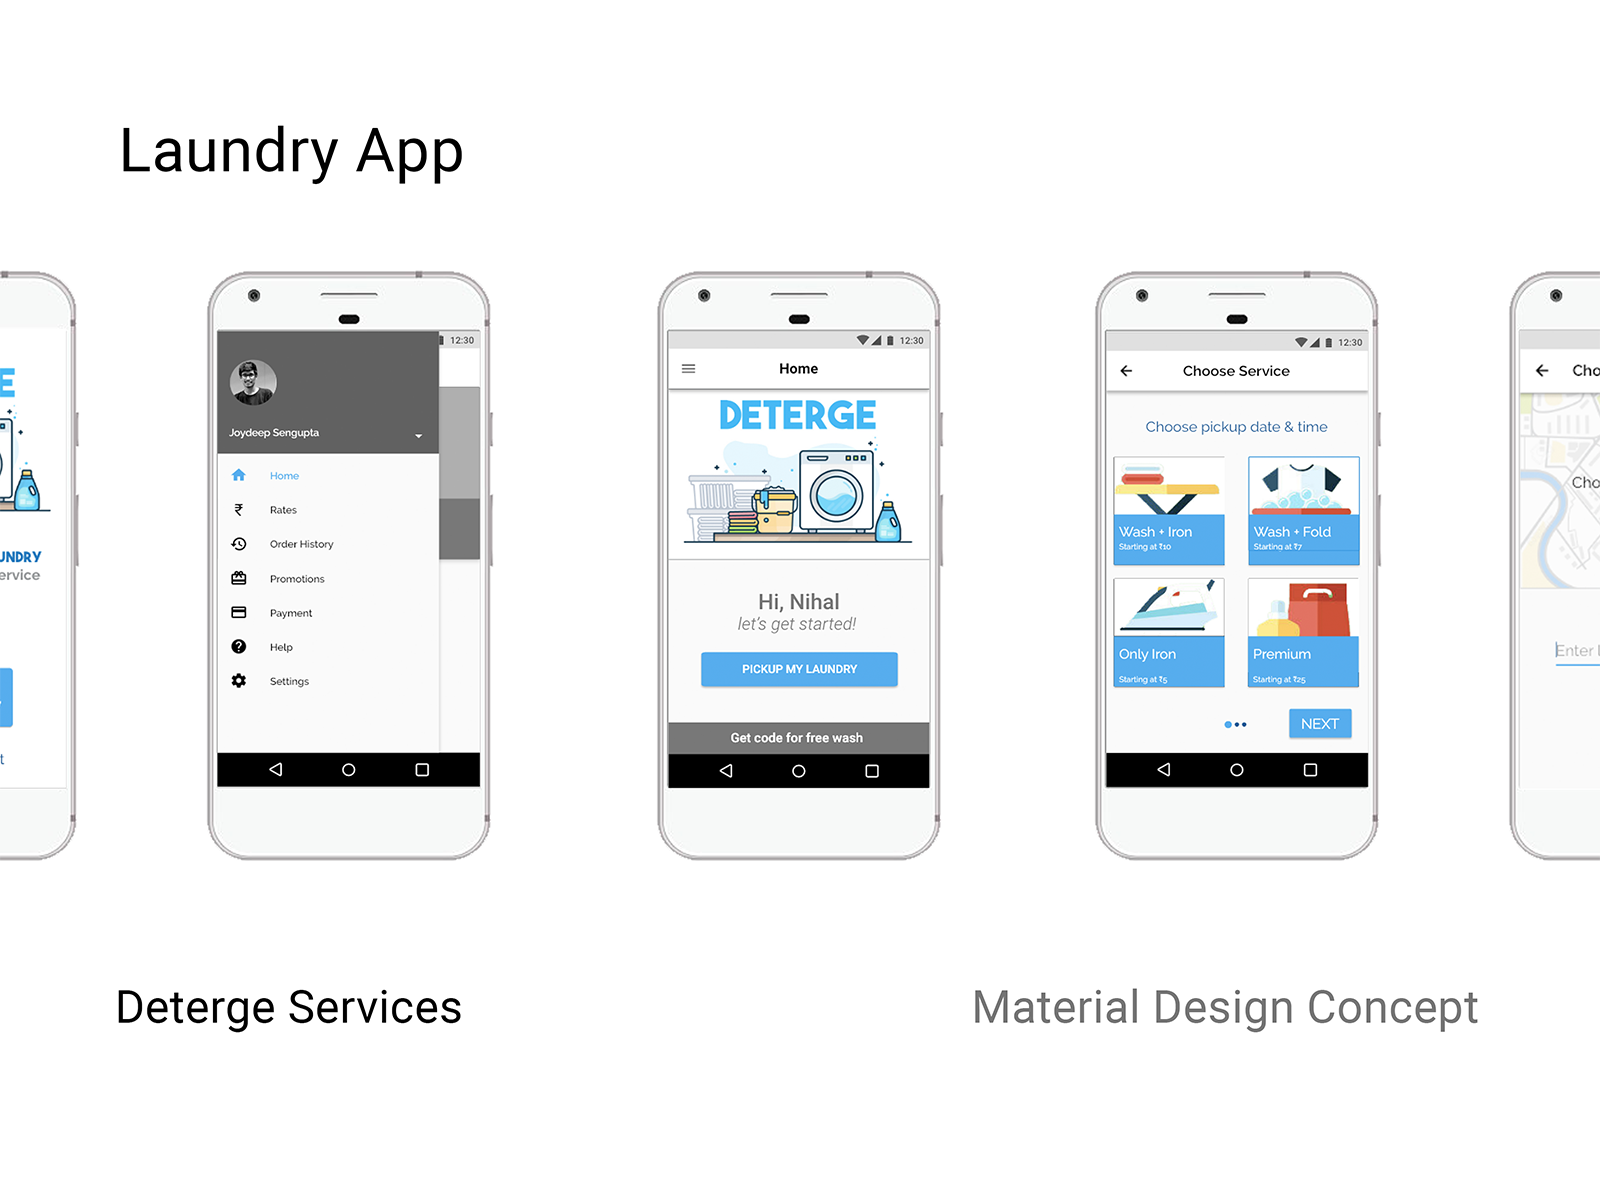 Laundry App
E
UNDRY
ervice
t
12:30
Joydeep Sengupta
Home
Rates
Order History
Promotions
Payment
Help
Settings
12:30
Home
DETERGE
Hi, Nihal
let's get started!
PICKUP MY LAUNDRY
Get code for free wash
12:30
Choose Service
Choose pickup date & time
Wash + Iron
Starting at ₹10
Wash + Fold
Starting at ₹7
Only Iron
Starting at ₹5
Premium
Starting at ₹25
NEXT
Cho
Cho
Enter l
Deterge Services
Material Design Concept